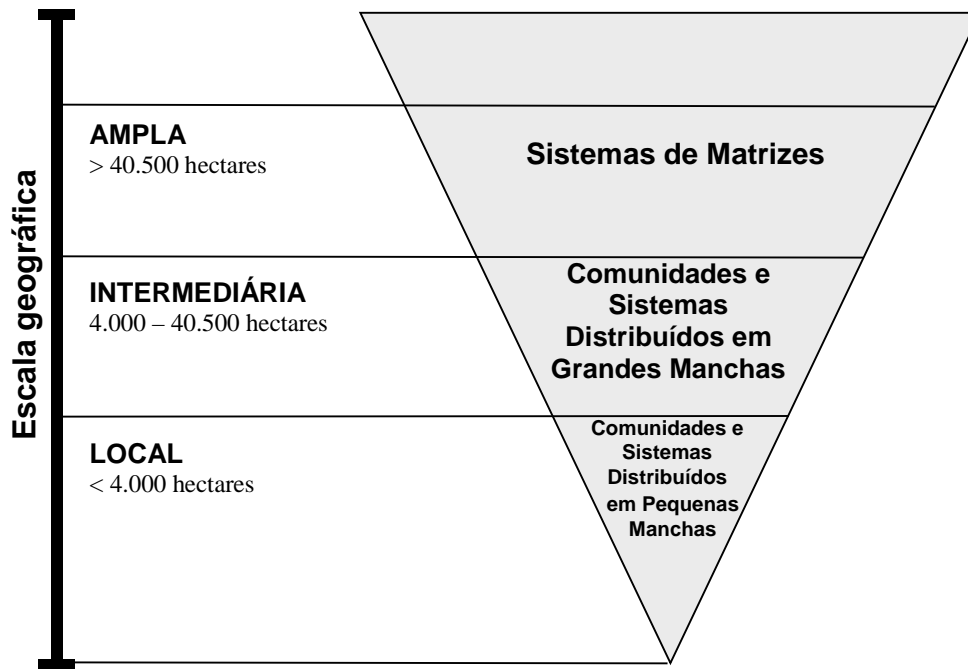 Escala geográfica
AMPLA
> 40.500 hectares
Sistemas de Matrizes
INTERMEDIÁRIA
4.000 – 40.500 hectares
Comunidades e
Sistemas
Distribuídos em
Grandes Manchas
LOCAL
< 4.000 hectares
Comunidades e
Sistemas
Distribuídos
em Pequenas
Manchas